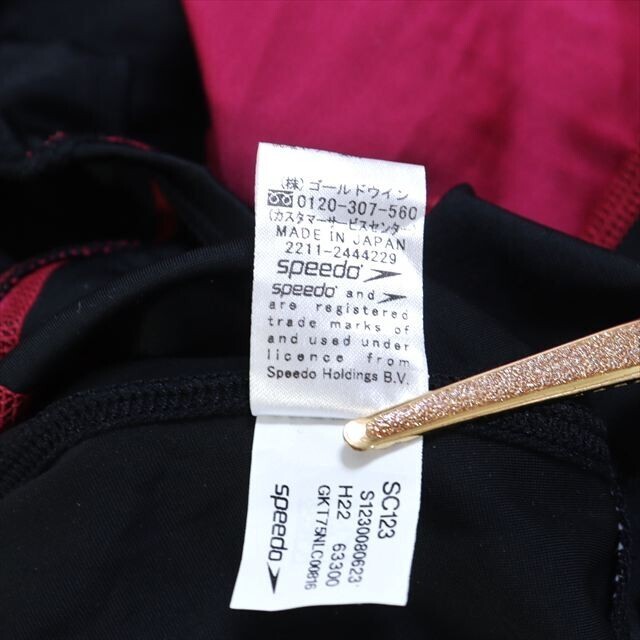 (株)ゴールドウイン
0120-307-560
(カスタマーサービスセンター)
MADE IN JAPAN
2211-2444229
speedo
speedo and
are registered
trade marks of
and used under
licence from
Speedo Holdings B.V.
SC123
S1230080623
H22 63300
GKT75NLC00816
speedo